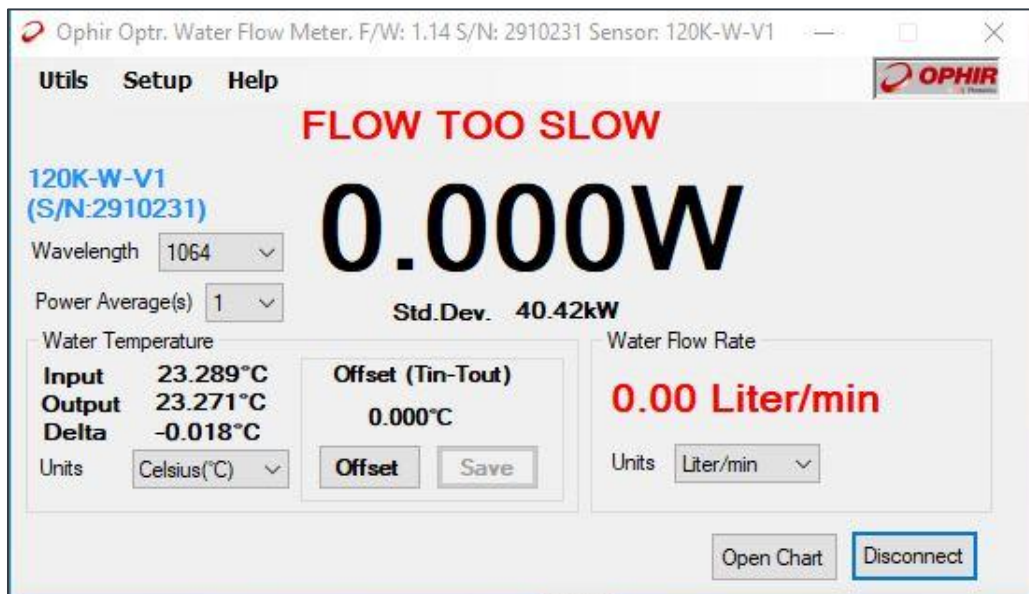 Ophir Optr. Water Flow Meter. F/W: 1.14 S/N: 2910231 Sensor: 120K-W-V1
Utils Setup Help
OPHIR
FLOW TOO SLOW
120K-W-V1
(S/N:2910231)
0.000W
Wavelength 1064
Power Average(s) 1
Std.Dev. 40.42kW
Water Temperature
Input 23.289°C
Output 23.271°C
Delta -0.018°C
Units Celsius(°C)
Offset (Tin-Tout)
0.000°C
Offset Save
Water Flow Rate
0.00 Liter/min
Units Liter/min
Open Chart Disconnect